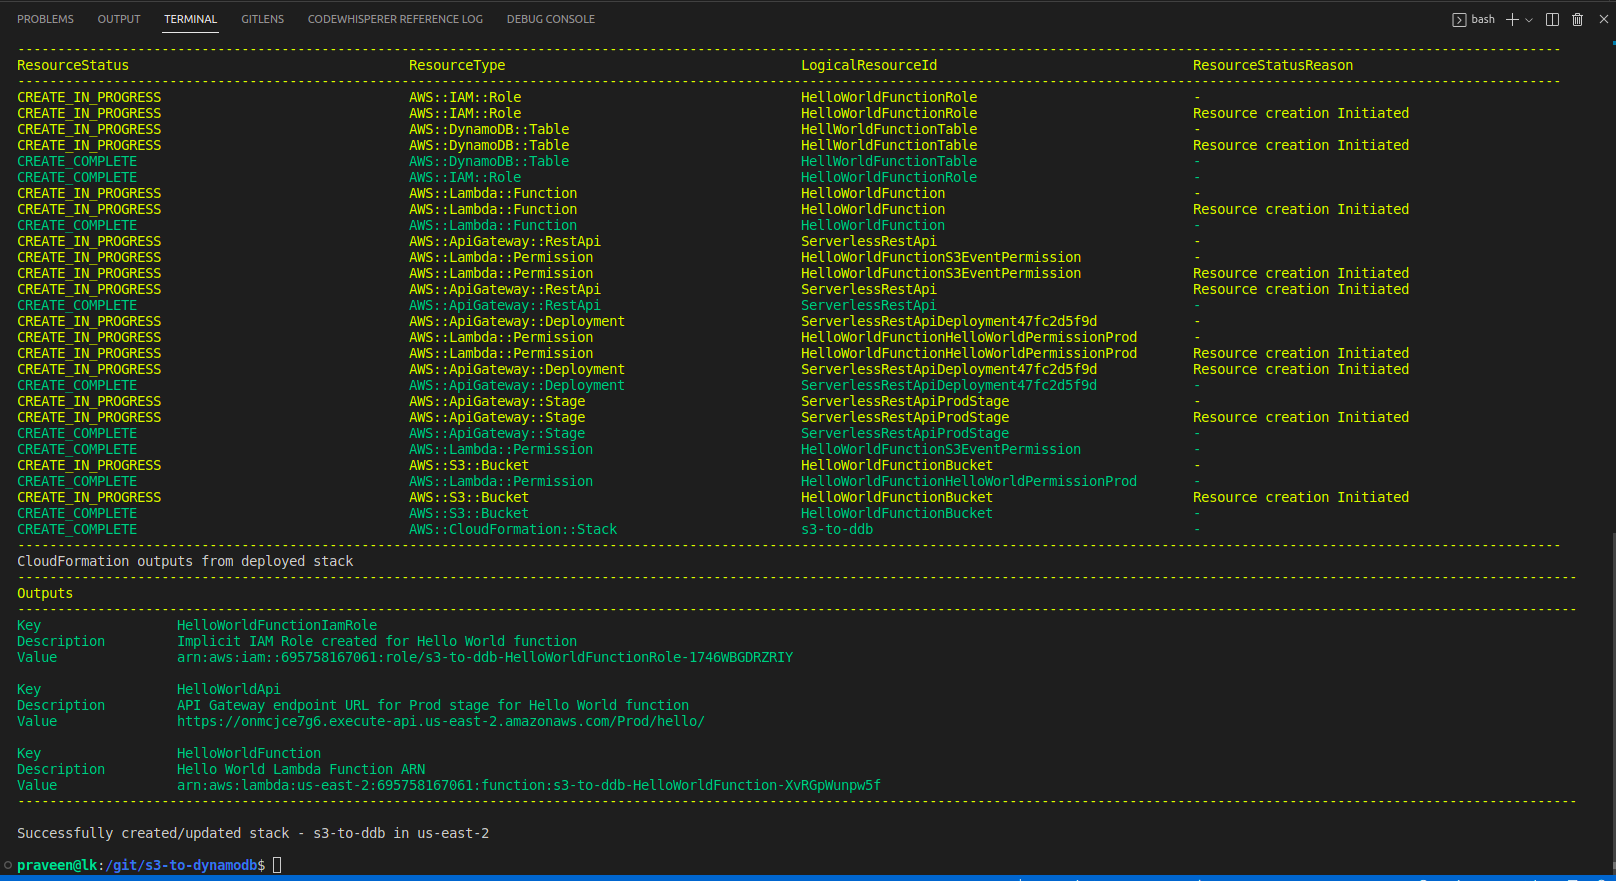 PROBLEMS OUTPUT TERMINAL GITLENS CODEWHISPERER REFERENCE LOG DEBUG CONSOLE bash
---------------------------------------------------------------------------------------------------------------------------------------------------------------------------------------------------
ResourceStatus ResourceType LogicalResourceId ResourceStatusReason
---------------------------------------------------------------------------------------------------------------------------------------------------------------------------------------------------
CREATE_IN_PROGRESS AWS::IAM::Role HelloWorldFunctionRole -
CREATE_IN_PROGRESS AWS::IAM::Role HelloWorldFunctionRole Resource creation Initiated
CREATE_IN_PROGRESS AWS::DynamoDB::Table HellWorldFunctionTable -
CREATE_IN_PROGRESS AWS::DynamoDB::Table HellWorldFunctionTable Resource creation Initiated
CREATE_COMPLETE AWS::DynamoDB::Table HellWorldFunctionTable -
CREATE_COMPLETE AWS::IAM::Role HelloWorldFunctionRole -
CREATE_IN_PROGRESS AWS::Lambda::Function HelloWorldFunction -
CREATE_IN_PROGRESS AWS::Lambda::Function HelloWorldFunction Resource creation Initiated
CREATE_COMPLETE AWS::Lambda::Function HelloWorldFunction -
CREATE_IN_PROGRESS AWS::ApiGateway::RestApi ServerlessRestApi -
CREATE_IN_PROGRESS AWS::Lambda::Permission HelloWorldFunctionS3EventPermission -
CREATE_IN_PROGRESS AWS::Lambda::Permission HelloWorldFunctionS3EventPermission Resource creation Initiated
CREATE_IN_PROGRESS AWS::ApiGateway::RestApi ServerlessRestApi Resource creation Initiated
CREATE_COMPLETE AWS::ApiGateway::RestApi ServerlessRestApi -
CREATE_IN_PROGRESS AWS::ApiGateway::Deployment ServerlessRestApiDeployment47fc2d5f9d -
CREATE_IN_PROGRESS AWS::Lambda::Permission HelloWorldFunctionHelloWorldPermissionProd -
CREATE_IN_PROGRESS AWS::Lambda::Permission HelloWorldFunctionHelloWorldPermissionProd Resource creation Initiated
CREATE_IN_PROGRESS AWS::ApiGateway::Deployment ServerlessRestApiDeployment47fc2d5f9d Resource creation Initiated
CREATE_COMPLETE AWS::ApiGateway::Deployment ServerlessRestApiDeployment47fc2d5f9d -
CREATE_IN_PROGRESS AWS::ApiGateway::Stage ServerlessRestApiProdStage -
CREATE_IN_PROGRESS AWS::ApiGateway::Stage ServerlessRestApiProdStage Resource creation Initiated
CREATE_COMPLETE AWS::ApiGateway::Stage ServerlessRestApiProdStage -
CREATE_COMPLETE AWS::Lambda::Permission HelloWorldFunctionS3EventPermission -
CREATE_IN_PROGRESS AWS::S3::Bucket HelloWorldFunctionBucket -
CREATE_COMPLETE AWS::Lambda::Permission HelloWorldFunctionHelloWorldPermissionProd -
CREATE_IN_PROGRESS AWS::S3::Bucket HelloWorldFunctionBucket Resource creation Initiated
CREATE_COMPLETE AWS::S3::Bucket HelloWorldFunctionBucket -
CREATE_COMPLETE AWS::CloudFormation::Stack s3-to-ddb -
---------------------------------------------------------------------------------------------------------------------------------------------------------------------------------------------------
CloudFormation outputs from deployed stack
---------------------------------------------------------------------------------------------------------------------------------------------------------------------------------------------------
Outputs
---------------------------------------------------------------------------------------------------------------------------------------------------------------------------------------------------
Key HelloWorldFunctionIamRole
Description Implicit IAM Role created for Hello World function
Value arn:aws:iam::695758167061:role/s3-to-ddb-HelloWorldFunctionRole-1746WBGDRZRIY
Key HelloWorldApi
Description API Gateway endpoint URL for Prod stage for Hello World function
Value https://onmcjce7g6.execute-api.us-east-2.amazonaws.com/Prod/hello/
Key HelloWorldFunction
Description Hello World Lambda Function ARN
Value arn:aws:lambda:us-east-2:695758167061:function:s3-to-ddb-HelloWorldFunction-XvRGpWunpw5f
---------------------------------------------------------------------------------------------------------------------------------------------------------------------------------------------------
Successfully created/updated stack - s3-to-ddb in us-east-2
praveen@lk:/git/s3-to-dynamodb$